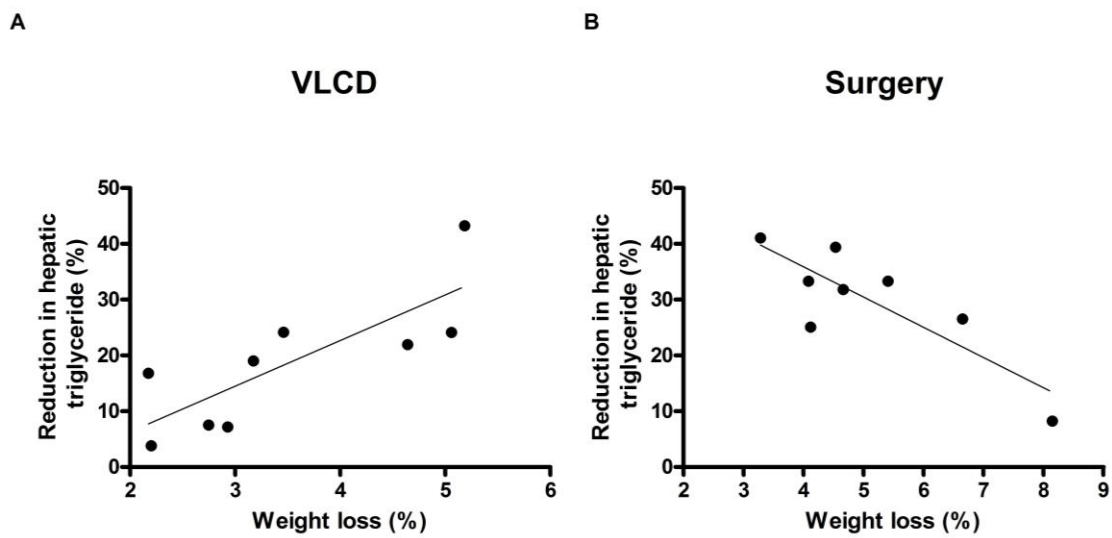 A
B
VLCD
Surgery
Reduction in hepatic
triglyceride (%)
50
40
30
20
10
0
2
3
4
5
6
Weight loss (%)
Reduction in hepatic
triglyceride (%)
50
40
30
20
10
0
2
3
4
5
6
7
8
9
Weight loss (%)